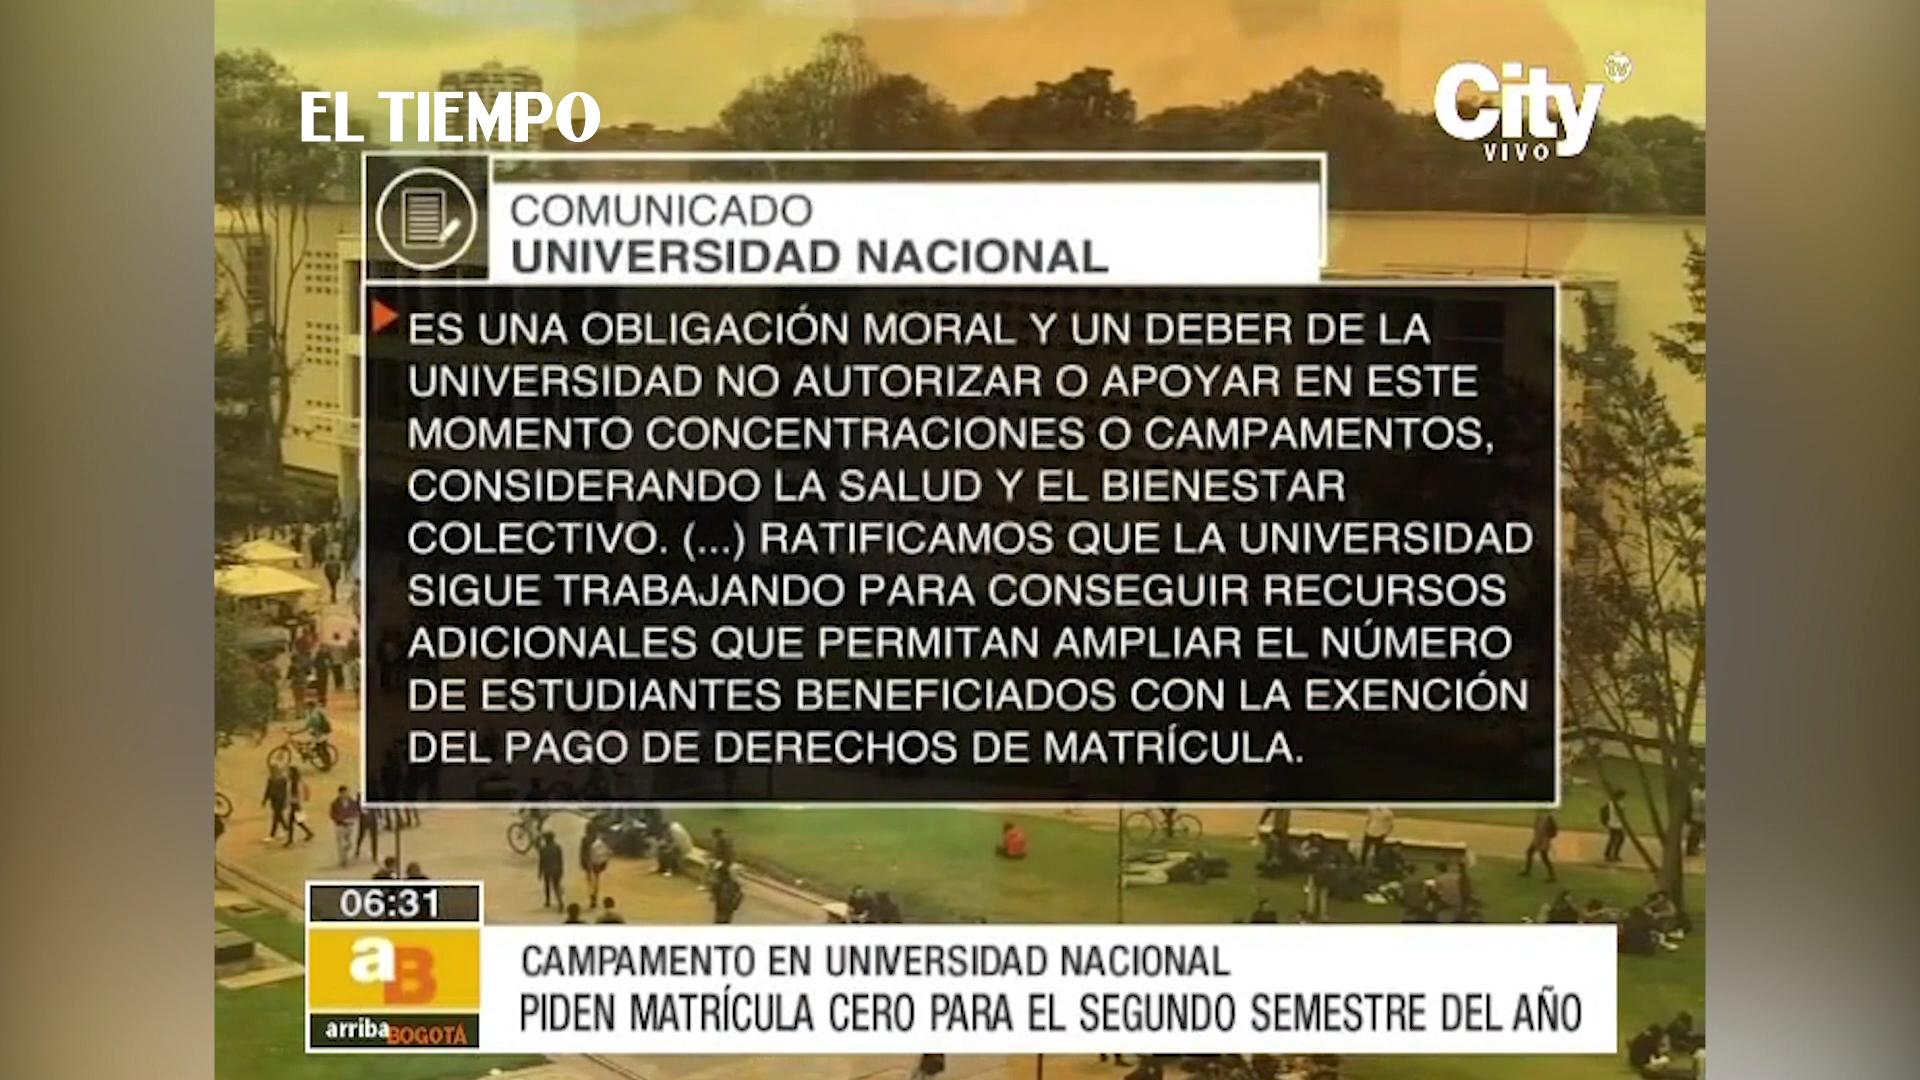 EL TIEMPO
City tv
VIVO
COMUNICADO
UNIVERSIDAD NACIONAL
ES UNA OBLIGACIÓN MORAL Y UN DEBER DE LA
UNIVERSIDAD NO AUTORIZAR O APOYAR EN ESTE
MOMENTO CONCENTRACIONES O CAMPAMENTOS,
CONSIDERANDO LA SALUD Y EL BIENESTAR
COLECTIVO. (...) RATIFICAMOS QUE LA UNIVERSIDAD
SIGUE TRABAJANDO PARA CONSEGUIR RECURSOS
ADICIONALES QUE PERMITAN AMPLIAR EL NÚMERO
DE ESTUDIANTES BENEFICIADOS CON LA EXENCIÓN
DEL PAGO DE DERECHOS DE MATRÍCULA.
06:31
aB
arriba BOGOTÁ
CAMPAMENTO EN UNIVERSIDAD NACIONAL
PIDEN MATRÍCULA CERO PARA EL SEGUNDO SEMESTRE DEL AÑO